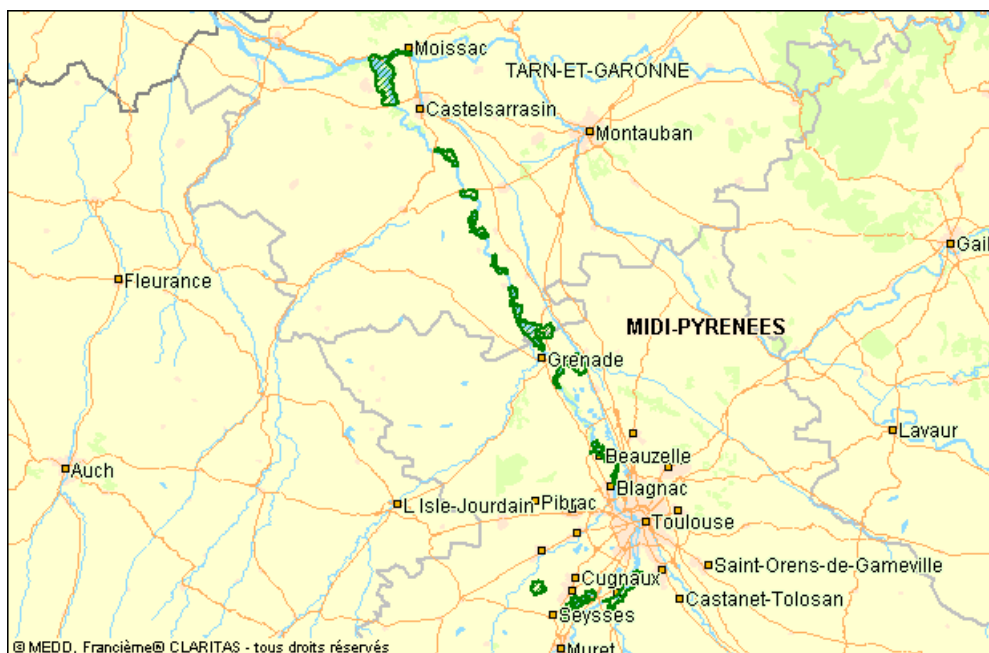 Moissac
TARN-ET-GARONNE
Castelsarrasin
Montauban
Gail
Fleurance
MIDI-PYRENEES
Grenade
Lavaur
Beauzelle
Auch
Blagnac
L Isle-Jourdain
Pibrac
Toulouse
Saint-Orens-de-Gameville
Cugnaux
Castanet-Tolosan
Seysses
Muret
© MEDD, Francième® CLARITAS - tous droits réservés